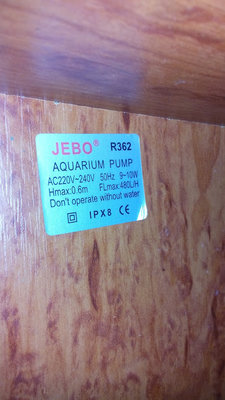 JEBO® R362
AQUARIUM PUMP
AC220V~240V 50Hz 9~10W
Hmax:0.6m FLmax:480L/H
Don't operate without water
IPX8 CE